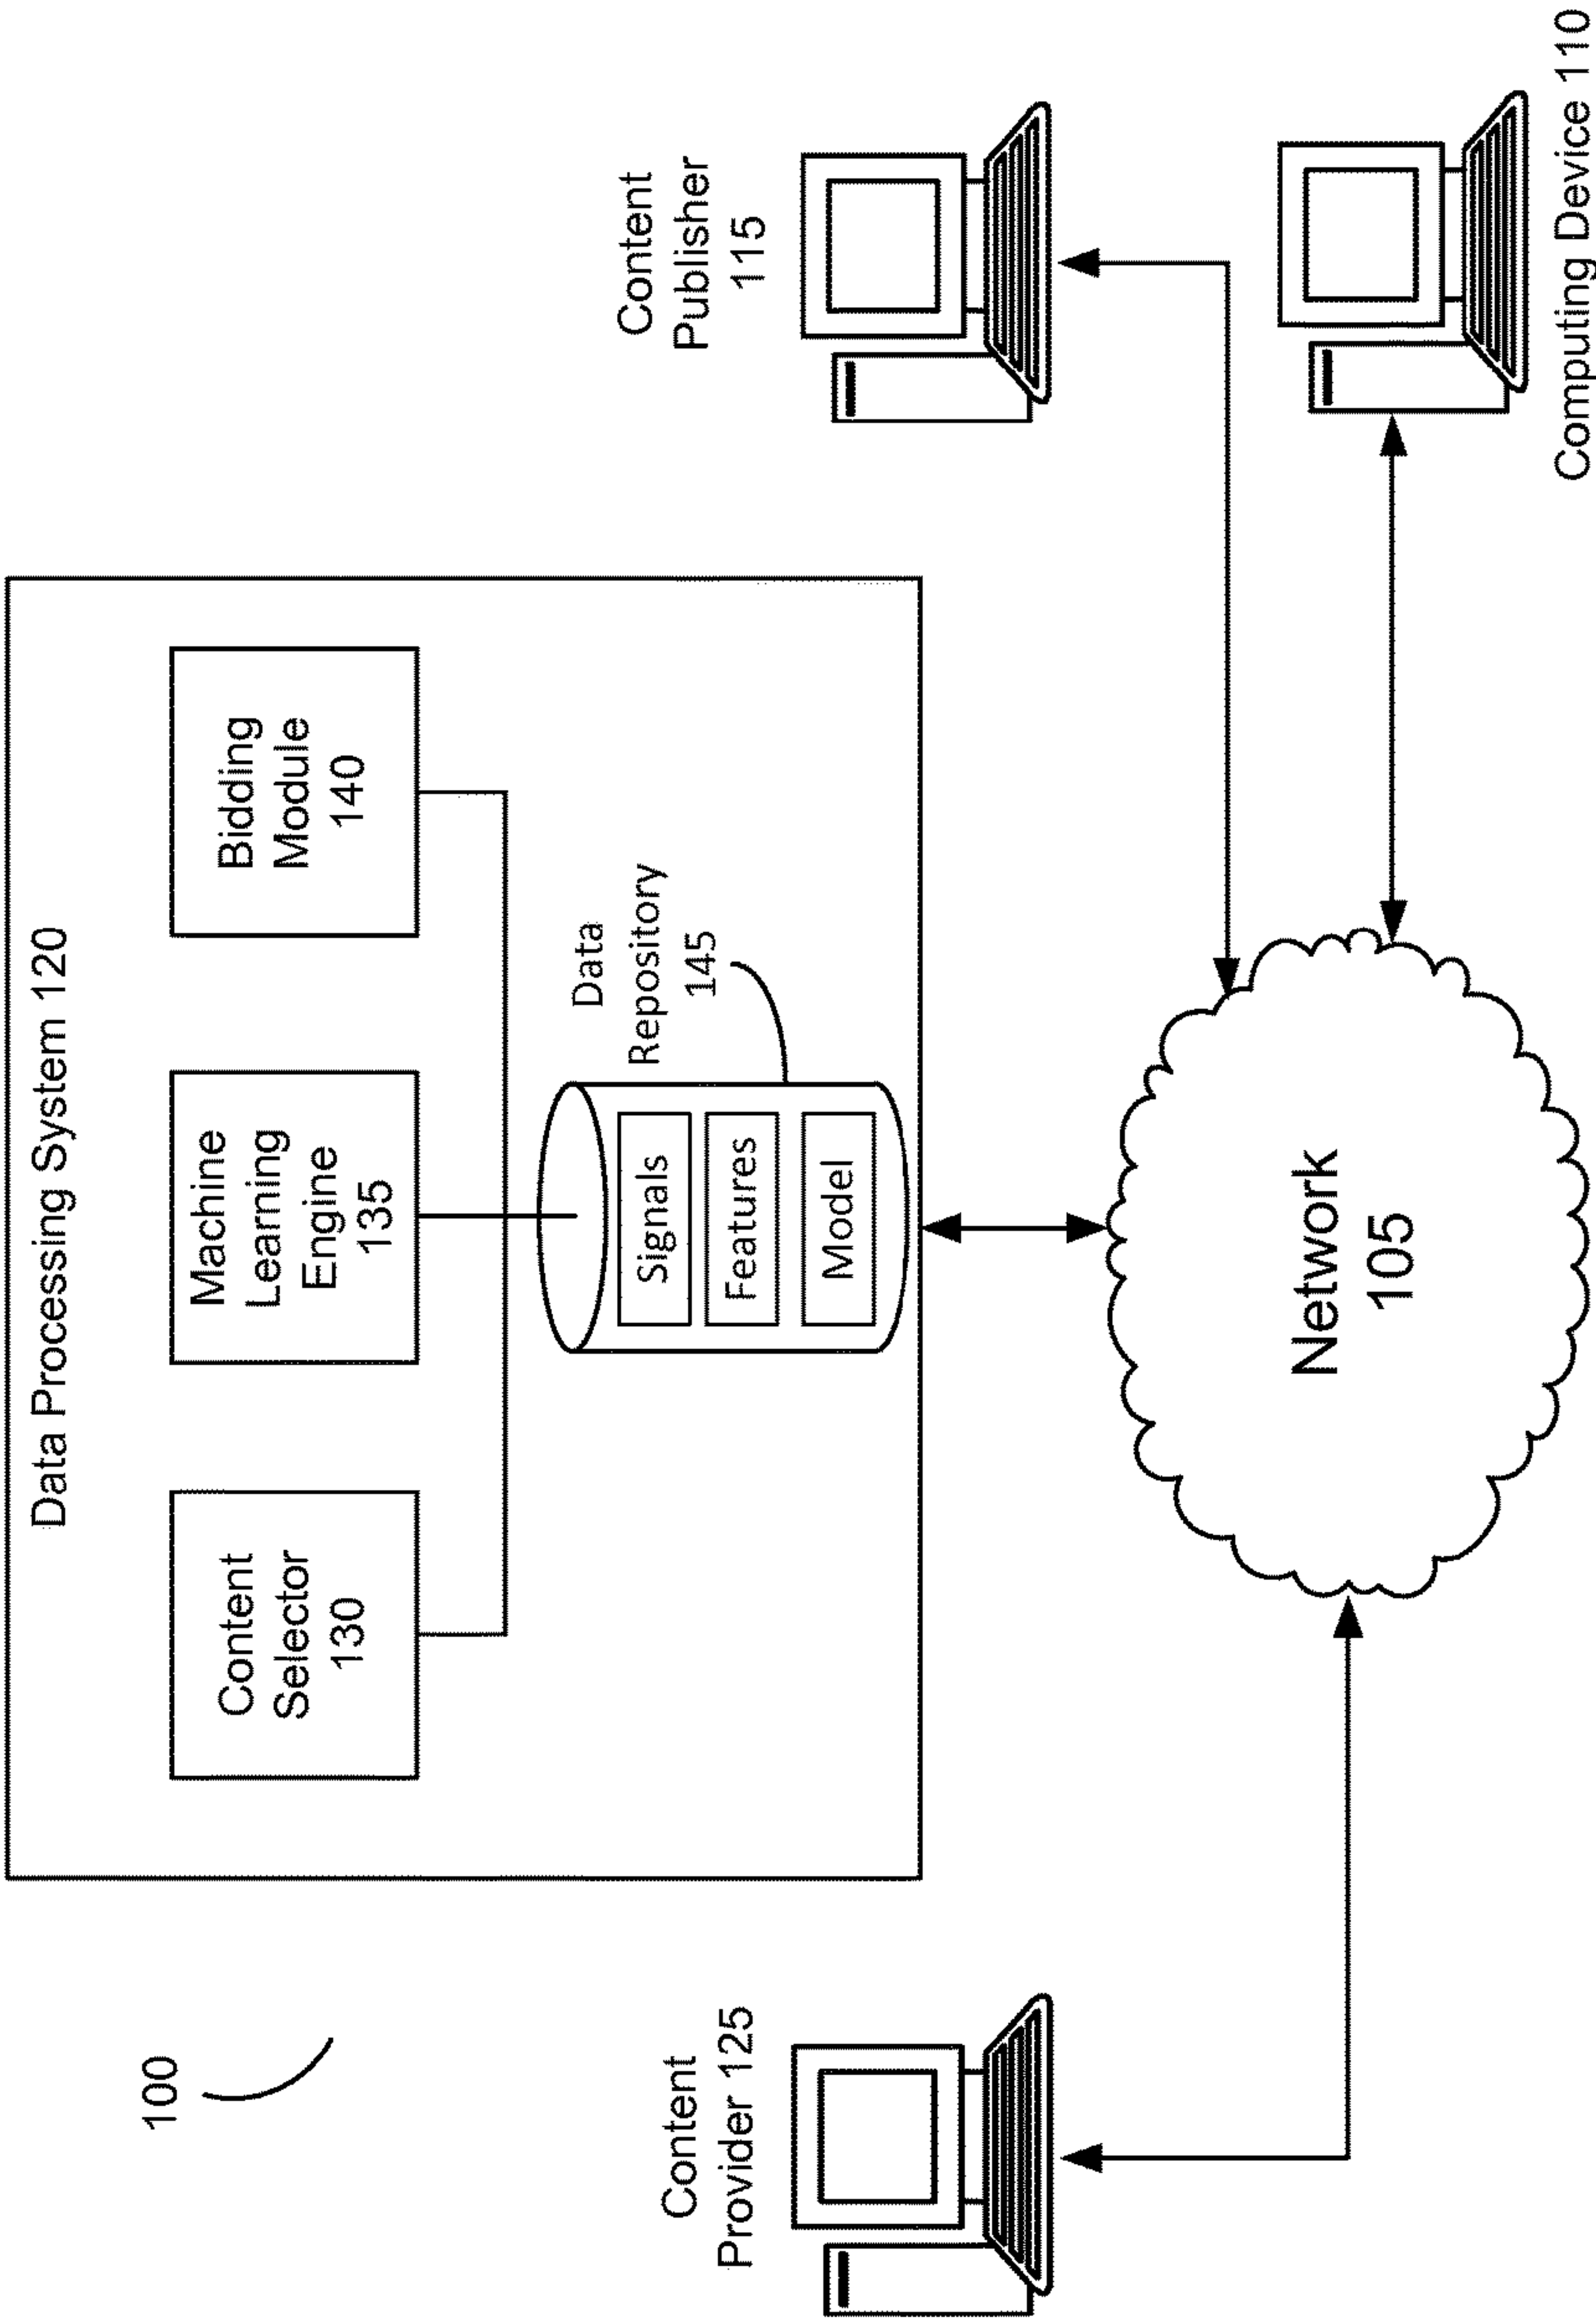 100
Data Processing System 120
Content
Selector
130
Machine
Learning
Engine
135
Bidding
Module
140
Data
Repository
145
Signals
Features
Model
Content
Provider 125
Content
Publisher
115
Network
105
Computing Device 110